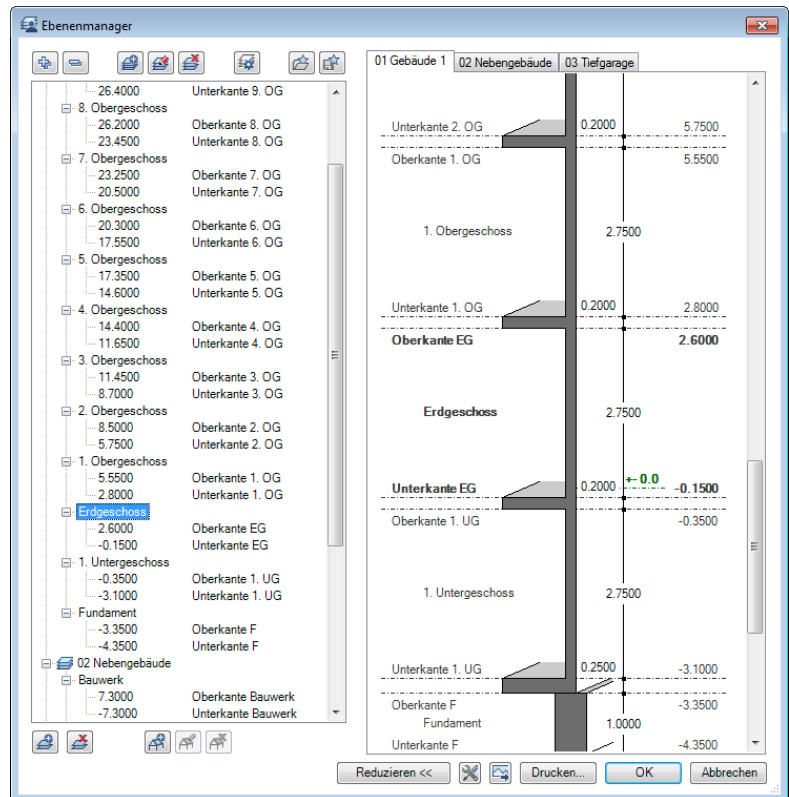 Ebenenmanager
26.4000 Unterkante 9. OG
8. Obergeschoss
26.2000 Oberkante 8. OG
23.4500 Unterkante 8. OG
7. Obergeschoss
23.2500 Oberkante 7. OG
20.5000 Unterkante 7. OG
6. Obergeschoss
20.3000 Oberkante 6. OG
17.5500 Unterkante 6. OG
5. Obergeschoss
17.3500 Oberkante 5. OG
14.6000 Unterkante 5. OG
4. Obergeschoss
14.4000 Oberkante 4. OG
11.6500 Unterkante 4. OG
3. Obergeschoss
11.4500 Oberkante 3. OG
8.7000 Unterkante 3. OG
2. Obergeschoss
8.5000 Oberkante 2. OG
5.7500 Unterkante 2. OG
1. Obergeschoss
5.5500 Oberkante 1. OG
2.8000 Unterkante 1. OG
Erdgeschoss
2.6000 Oberkante EG
-0.1500 Unterkante EG
1. Untergeschoss
-0.3500 Oberkante 1. UG
-3.1000 Unterkante 1. UG
Fundament
-3.3500 Oberkante F
-4.3500 Unterkante F
02 Nebengebäude
Bauwerk
7.3000 Oberkante Bauwerk
-7.3000 Unterkante Bauwerk
01 Gebäude 1 02 Nebengebäude 03 Tiefgarage
Unterkante 2. OG 0.2000 5.7500
Oberkante 1. OG 5.5500
1. Obergeschoss 2.7500
Unterkante 1. OG 0.2000 2.8000
Oberkante EG 2.6000
Erdgeschoss 2.7500
+- 0.0
Unterkante EG 0.2000 -0.1500
Oberkante 1. UG -0.3500
1. Untergeschoss 2.7500
Unterkante 1. UG 0.2500 -3.1000
Oberkante F -3.3500
Fundament 1.0000
Unterkante F -4.3500
Reduzieren << Drucken... OK Abbrechen